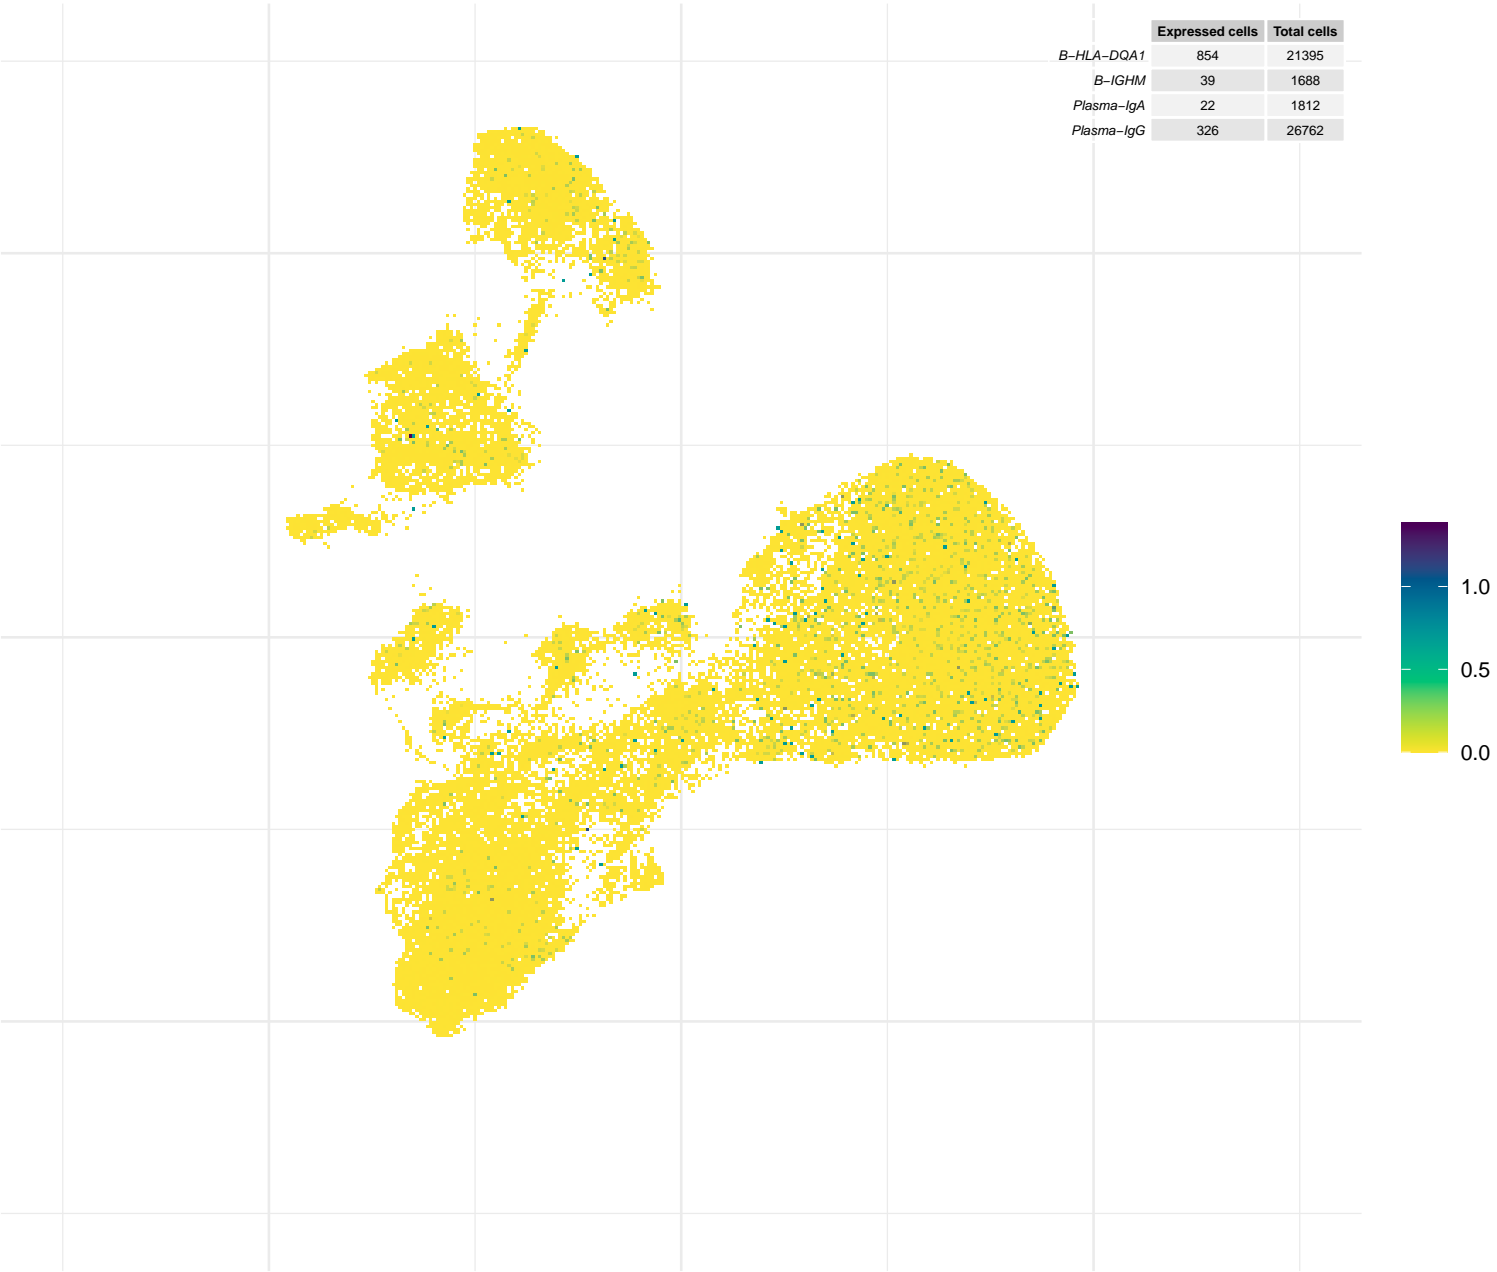 Expressed cells Total cells
B−HLA−DQA1 854 21395
B−IGHM 39 1688
Plasma−IgA 22 1812
Plasma−IgG 326 26762
1.0
0.5
0.0